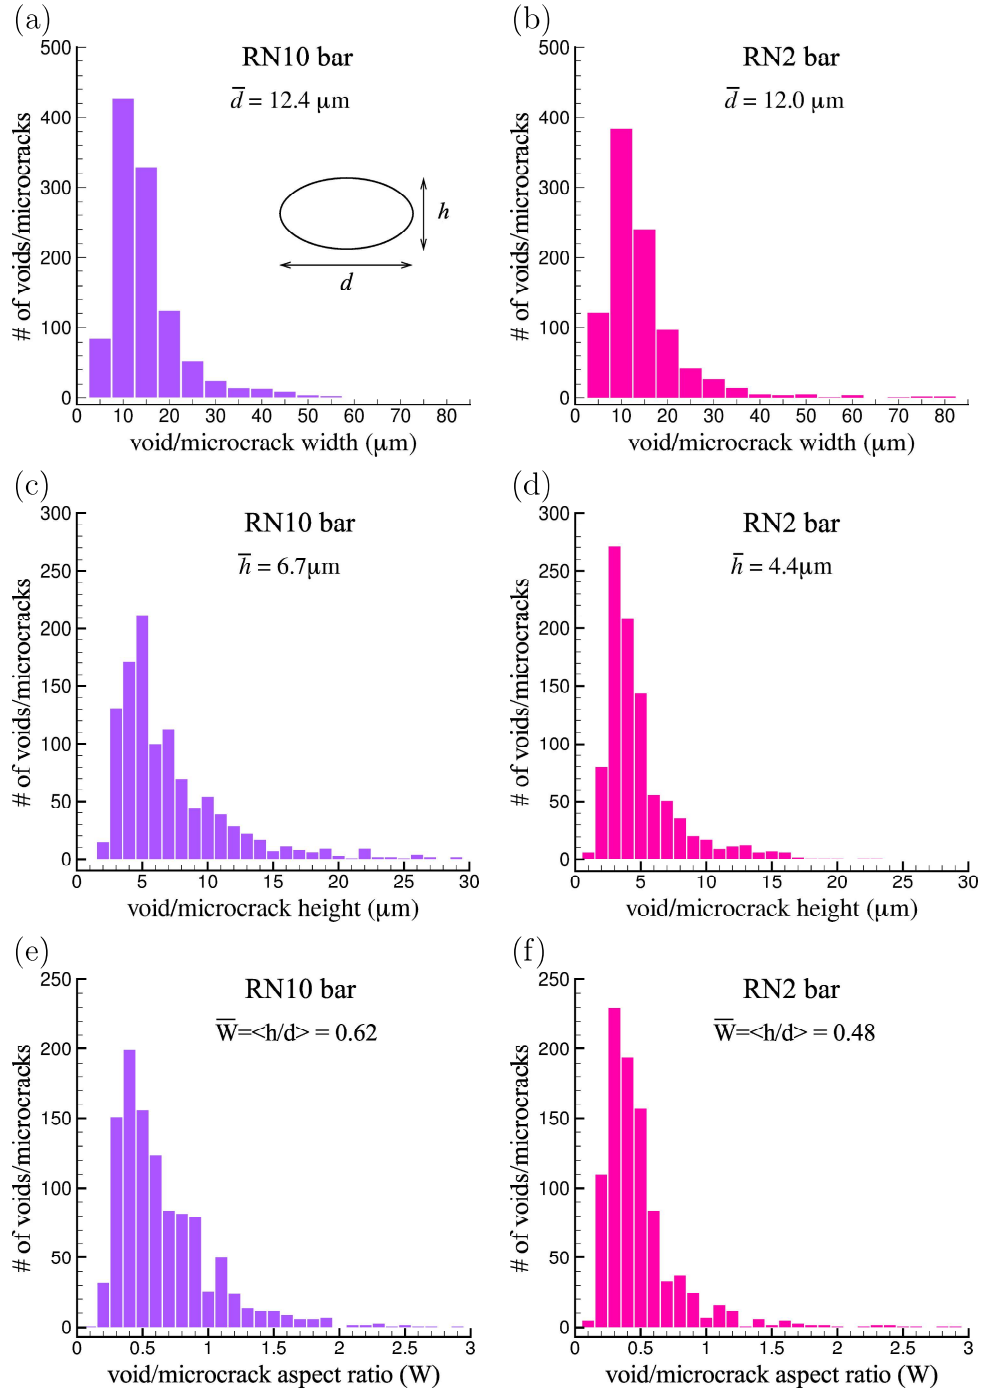 (a)
RN10 bar
d̅ = 12.4 μm
500
400
300
200
100
0
# of voids/microcracks
h
d
0 10 20 30 40 50 60 70 80
void/microcrack width (μm)
(b)
RN2 bar
d̅ = 12.0 μm
500
400
300
200
100
0
# of voids/microcracks
0 10 20 30 40 50 60 70 80
void/microcrack width (μm)
(c)
RN10 bar
h̅ = 6.7μm
300
250
200
150
100
50
0
# of voids/microcracks
0 5 10 15 20 25 30
void/microcrack height (μm)
(d)
RN2 bar
h̅ = 4.4μm
300
250
200
150
100
50
0
# of voids/microcracks
0 5 10 15 20 25 30
void/microcrack height (μm)
(e)
RN10 bar
W̅=<h/d> = 0.62
250
200
150
100
50
0
# of voids/microcracks
0 0.5 1 1.5 2 2.5 3
void/microcrack aspect ratio (W)
(f)
RN2 bar
W̅=<h/d> = 0.48
250
200
150
100
50
0
# of voids/microcracks
0 0.5 1 1.5 2 2.5 3
void/microcrack aspect ratio (W)